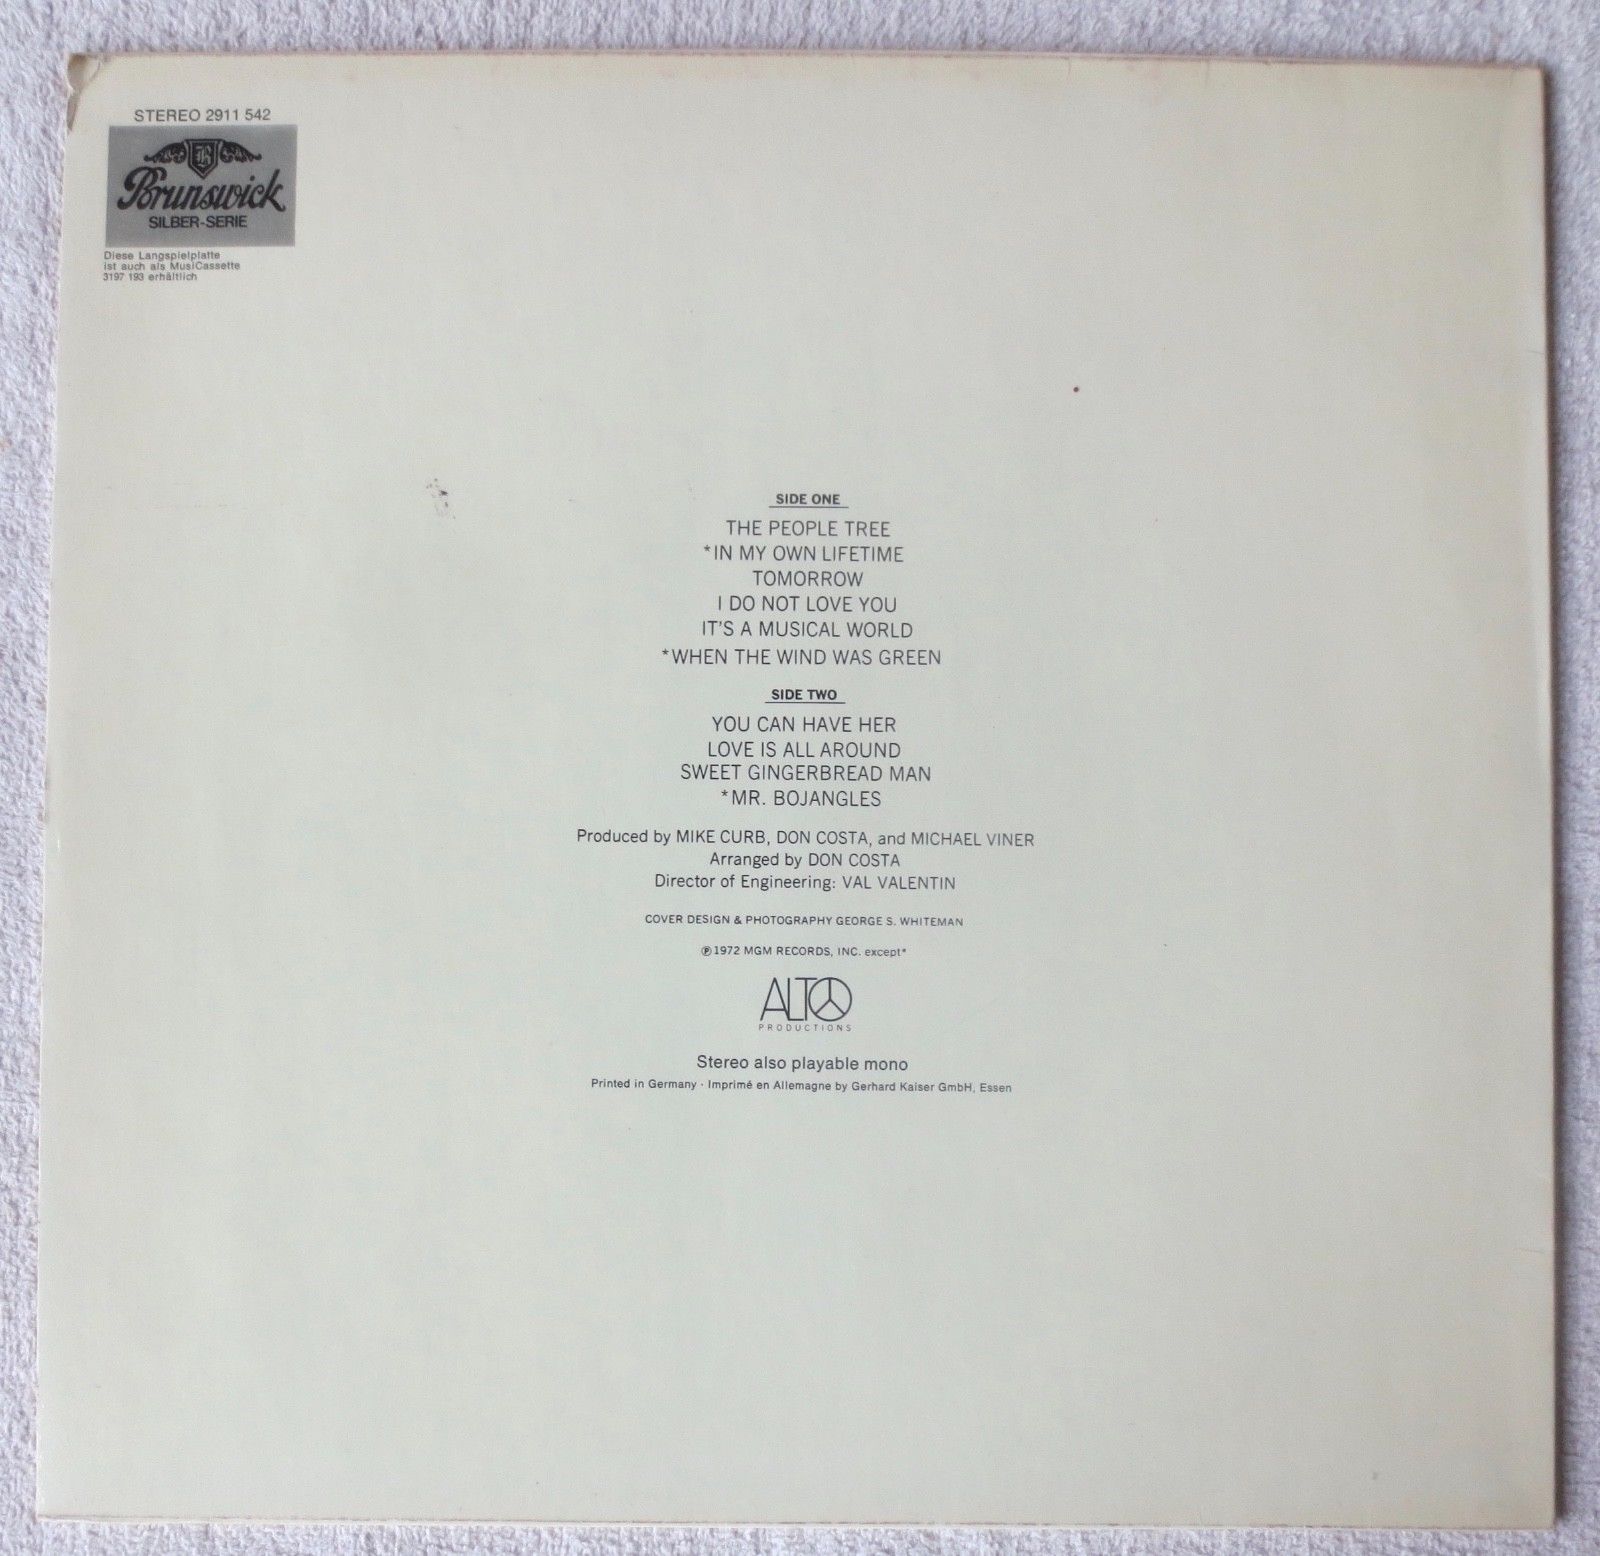 STEREO 2911 542
B
Brunswick
SILBER-SERIE
Diese Langspielplatte
ist auch als MusiCassette
3197 193 erhältlich
SIDE ONE
THE PEOPLE TREE
*IN MY OWN LIFETIME
TOMORROW
I DO NOT LOVE YOU
IT'S A MUSICAL WORLD
*WHEN THE WIND WAS GREEN
SIDE TWO
YOU CAN HAVE HER
LOVE IS ALL AROUND
SWEET GINGERBREAD MAN
*MR. BOJANGLES
Produced by MIKE CURB, DON COSTA, and MICHAEL VINER
Arranged by DON COSTA
Director of Engineering: VAL VALENTIN
COVER DESIGN & PHOTOGRAPHY GEORGE S. WHITEMAN
℗ 1972 MGM RECORDS, INC. except*
ALTO
PRODUCTIONS
Stereo also playable mono
Printed in Germany · Imprimé en Allemagne by Gerhard Kaiser GmbH, Essen